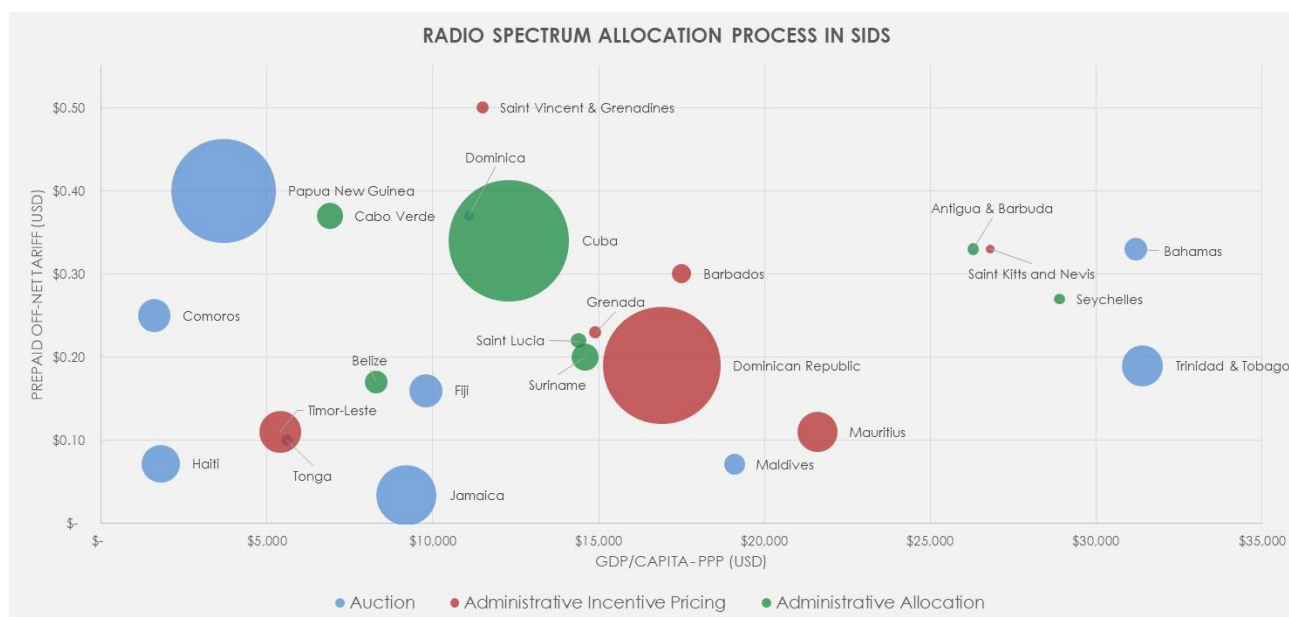 RADIO SPECTRUM ALLOCATION PROCESS IN SIDS
PREPAID OFF-NET TARIFF (USD)
$0.50
$0.40
$0.30
$0.20
$0.10
$-
Saint Vincent & Grenadines
Dominica
Papua New Guinea
Cabo Verde
Cuba
Antigua & Barbuda
Bahamas
Saint Kitts and Nevis
Barbados
Seychelles
Comoros
Grenada
Saint Lucia
Belize
Suriname
Dominican Republic
Trinidad & Tobago
Fiji
Timor-Leste
Mauritius
Haiti
Tonga
Maldives
Jamaica
$- $5,000 $10,000 $15,000 $20,000 $25,000 $30,000 $35,000
GDP/CAPITA- PPP (USD)
Auction Administrative Incentive Pricing Administrative Allocation